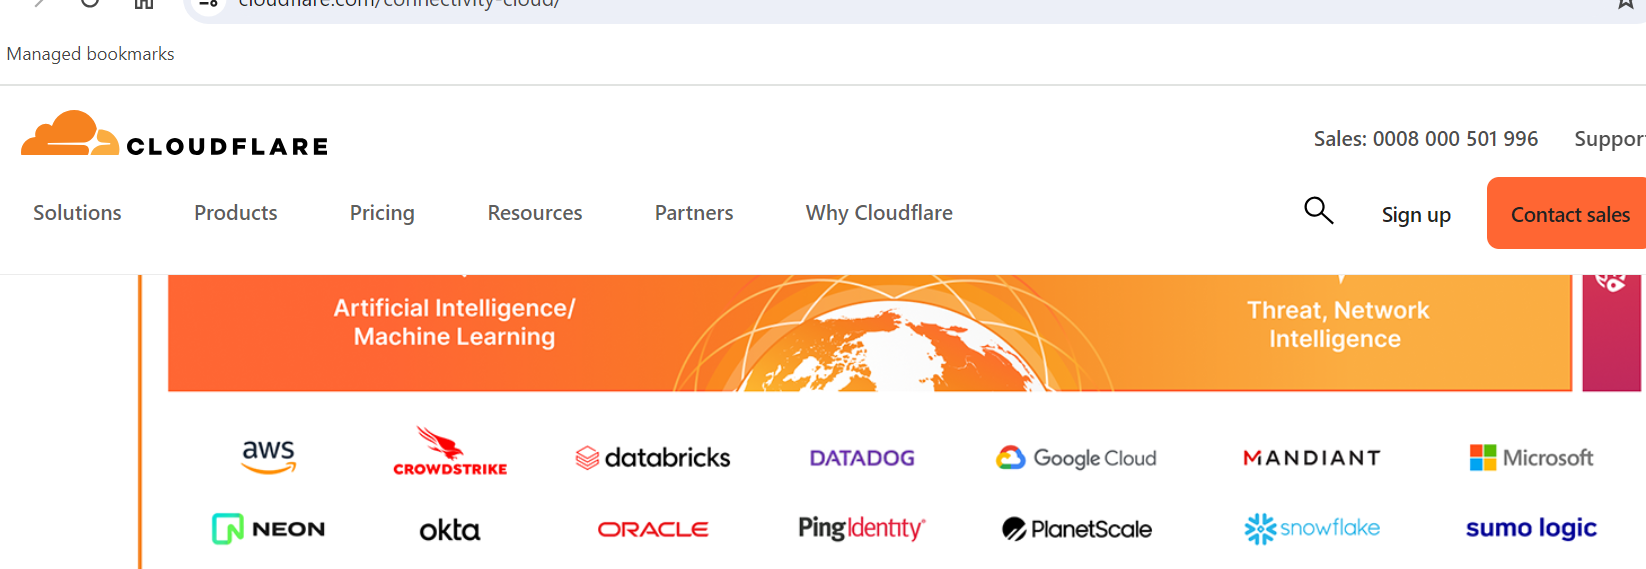 cloudflare.com/connectivity-cloud/
Managed bookmarks
CLOUDFLARE
Sales: 0008 000 501 996
Solutions Products Pricing Resources Partners Why Cloudflare Sign up Contact sales
Artificial Intelligence/
Machine Learning
Threat, Network
Intelligence
aws CROWDSTRIKE databricks DATADOG Google Cloud MANDIANT Microsoft
NEON okta ORACLE PingIdentity PlanetScale snowflake sumo logic